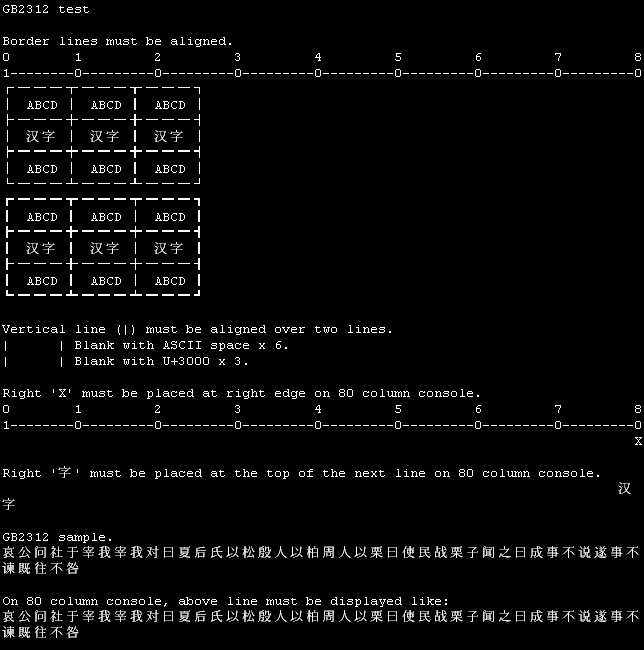 GB2312 test
Border lines must be aligned.
0        1         2         3         4         5         6         7         8
1--------0---------0---------0---------0---------0---------0---------0---------0
ABCD ABCD ABCD
汉字 汉字 汉字
ABCD ABCD ABCD
ABCD ABCD ABCD
汉字 汉字 汉字
ABCD ABCD ABCD
Vertical line (|) must be aligned over two lines.
|      | Blank with ASCII space x 6.
|      | Blank with U+3000 x 3.
Right 'X' must be placed at right edge on 80 column console.
0        1         2         3         4         5         6         7         8
1--------0---------0---------0---------0---------0---------0---------0---------0
X
Right '字' must be placed at the top of the next line on 80 column console.
汉
字
GB2312 sample.
哀公问社于宰我宰我对曰夏后氏以松殷人以柏周人以栗曰使民战栗子闻之曰成事不说遂事不
谏既往不咎
On 80 column console, above line must be displayed like:
哀公问社于宰我宰我对曰夏后氏以松殷人以柏周人以栗曰使民战栗子闻之曰成事不说遂事不
谏既往不咎